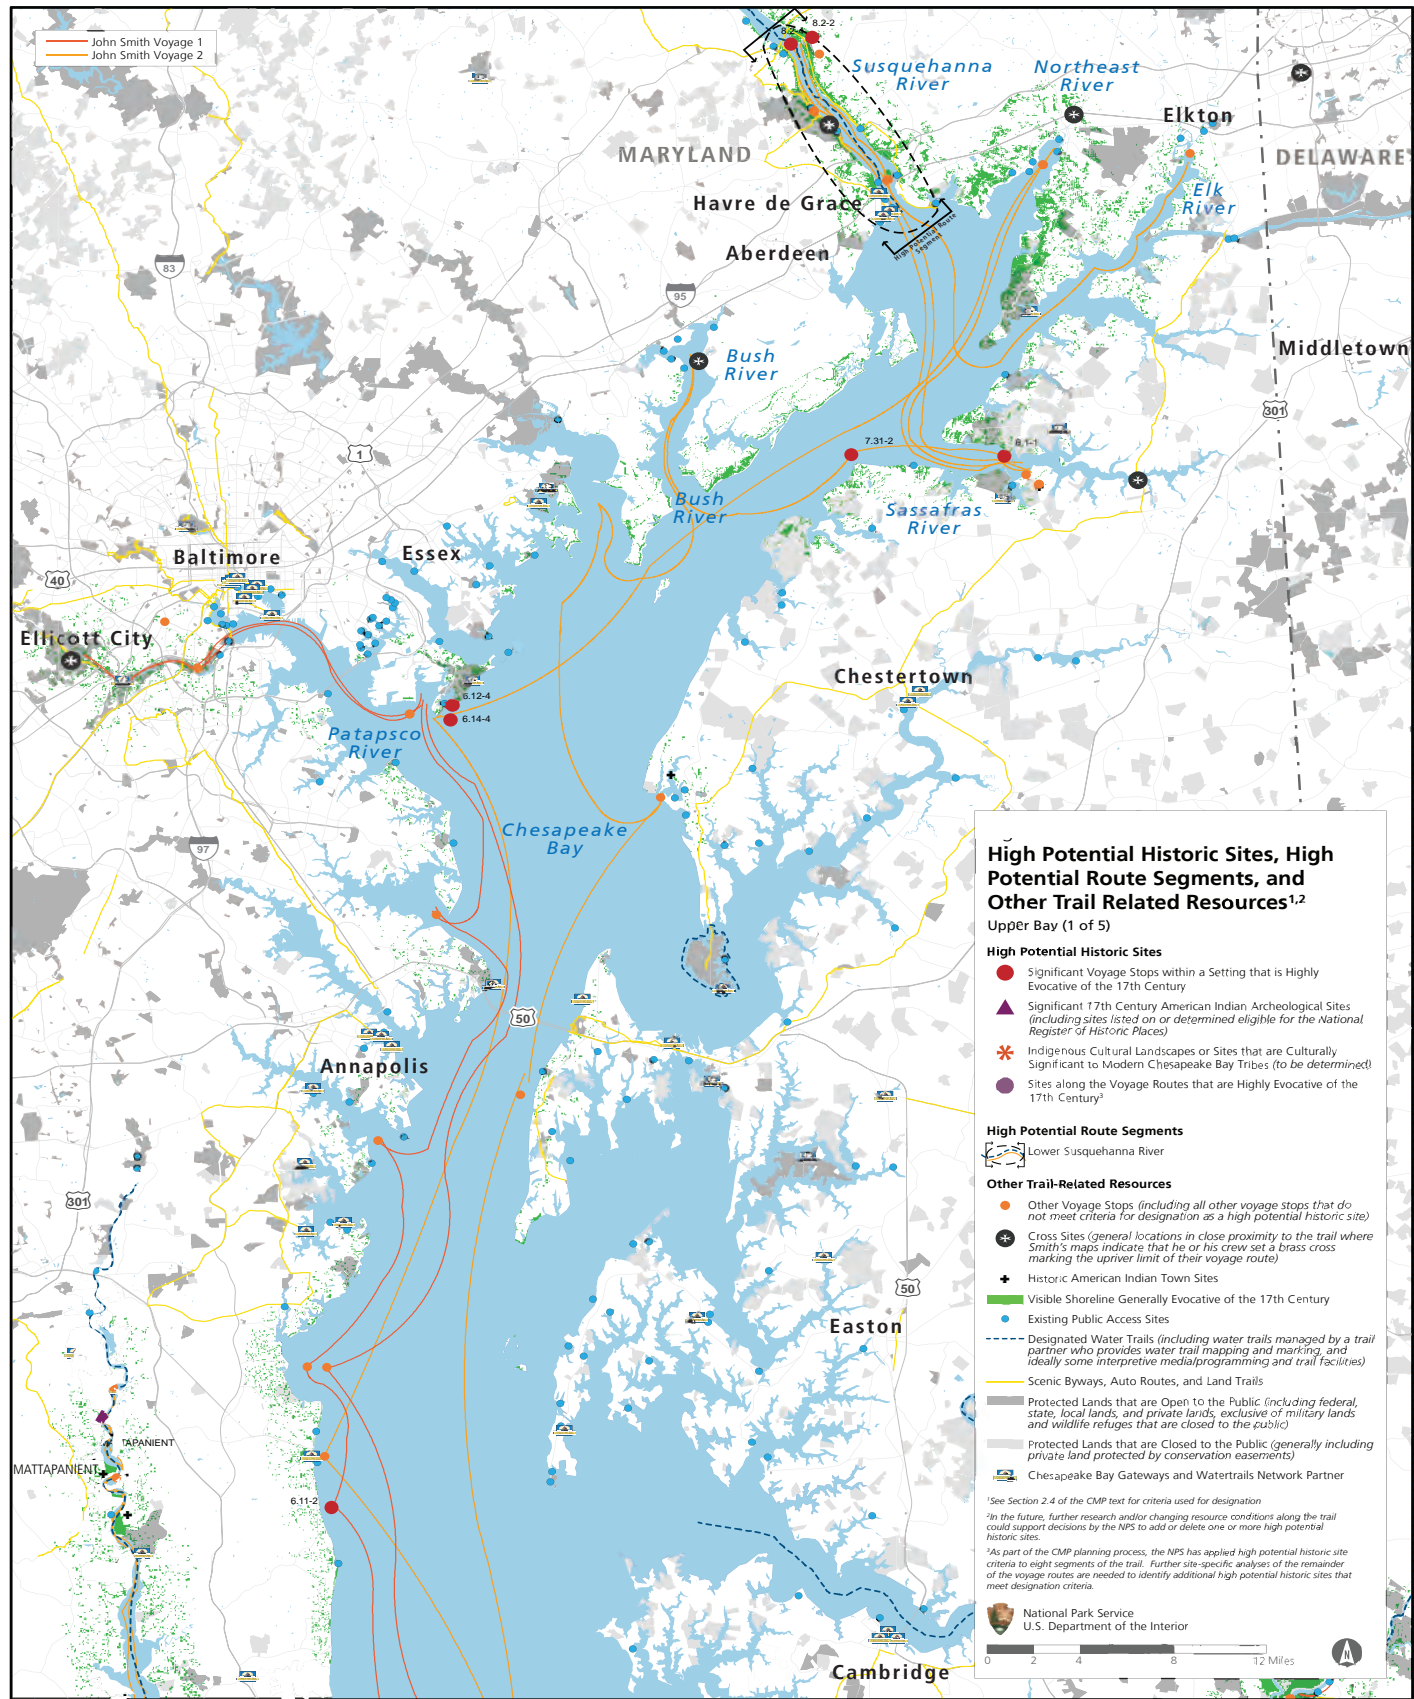 John Smith Voyage 1
John Smith Voyage 2
8.2-2
Susquehanna
River
Northeast
River
Elkton
MARYLAND
DELAWARE
Elk
River
Havre de Grace
High Potential Route
Segment
Aberdeen
83
95
Bush
River
Middletown
301
1
7.31-2
8.1-1
Bush
River
Sassafras
River
Baltimore
Essex
40
Ellicott City
Chestertown
6.12-4
6.14-4
Patapsco
River
Chesapeake
Bay
97
50
Annapolis
301
50
Easton
TAPANIENT
MATTAPANIENT
6.11-2
Cambridge
High Potential Historic Sites, High
Potential Route Segments, and
Other Trail Related Resources1,2
Upper Bay (1 of 5)
High Potential Historic Sites
Significant Voyage Stops within a Setting that is Highly
Evocative of the 17th Century
Significant 17th Century American Indian Archeological Sites
(including sites listed on or determined eligible for the National
Register of Historic Places)
Indigenous Cultural Landscapes or Sites that are Culturally
Significant to Modern Chesapeake Bay Tribes (to be determined)
Sites along the Voyage Routes that are Highly Evocative of the
17th Century3
High Potential Route Segments
Lower Susquehanna River
Other Trail-Related Resources
Other Voyage Stops (including all other voyage stops that do
not meet criteria for designation as a high potential historic site)
Cross Sites (general locations in close proximity to the trail where
Smith's maps indicate that he or his crew set a brass cross
marking the upriver limit of their voyage route)
Historic American Indian Town Sites
Visible Shoreline Generally Evocative of the 17th Century
Existing Public Access Sites
Designated Water Trails (including water trails managed by a trail
partner who provides water trail mapping and marking, and
ideally some interpretive media/programming and trail facilities)
Scenic Byways, Auto Routes, and Land Trails
Protected Lands that are Open to the Public (including federal,
state, local lands, and private lands, exclusive of military lands
and wildlife refuges that are closed to the public)
Protected Lands that are Closed to the Public (generally including
private land protected by conservation easements)
Chesapeake Bay Gateways and Watertrails Network Partner
1See Section 2.4 of the CMP text for criteria used for designation
2In the future, further research and/or changing resource conditions along the trail
could support decisions by the NPS to add or delete one or more high potential
historic sites.
3As part of the CMP planning process, the NPS has applied high potential historic site
criteria to eight segments of the trail. Further site-specific analyses of the remainder
of the voyage routes are needed to identify additional high potential historic sites that
meet designation criteria.
National Park Service
U.S. Department of the Interior
0 2 4 8 12 Miles
N